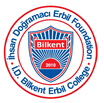 İhsan Doğramacı Erbil Foundation
Bilkent
2010
I.D. Bilkent Erbil College